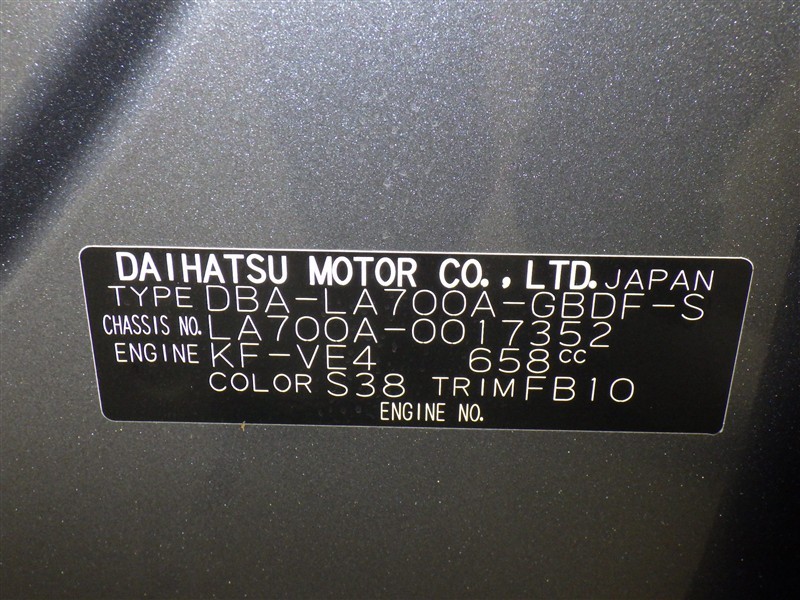 DAIHATSU MOTOR CO., LTD. JAPAN
TYPE DBA-LA700A-GBDF-S
CHASSIS NO. LA700A-0017352
ENGINE KF-VE4 658cc
COLOR S38 TRIM FB10
ENGINE NO.